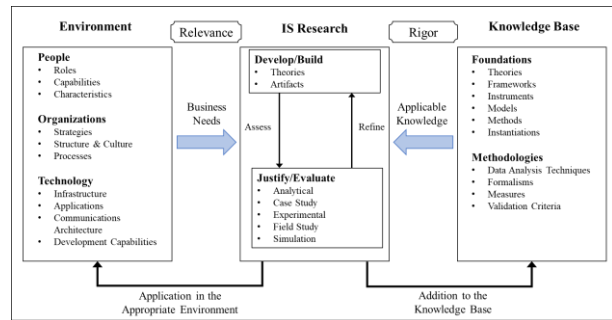 Environment
Relevance
IS Research
Rigor
Knowledge Base
People
• Roles
• Capabilities
• Characteristics
Organizations
• Strategies
• Structure & Culture
• Processes
Technology
• Infrastructure
• Applications
• Communications
Architecture
• Development Capabilities
Business
Needs
Develop/Build
• Theories
• Artifacts
Assess
Refine
Justify/Evaluate
• Analytical
• Case Study
• Experimental
• Field Study
• Simulation
Applicable
Knowledge
Foundations
• Theories
• Frameworks
• Instruments
• Models
• Methods
• Instantiations
Methodologies
• Data Analysis Techniques
• Formalisms
• Measures
• Validation Criteria
Application in the
Appropriate Environment
Addition to the
Knowledge Base